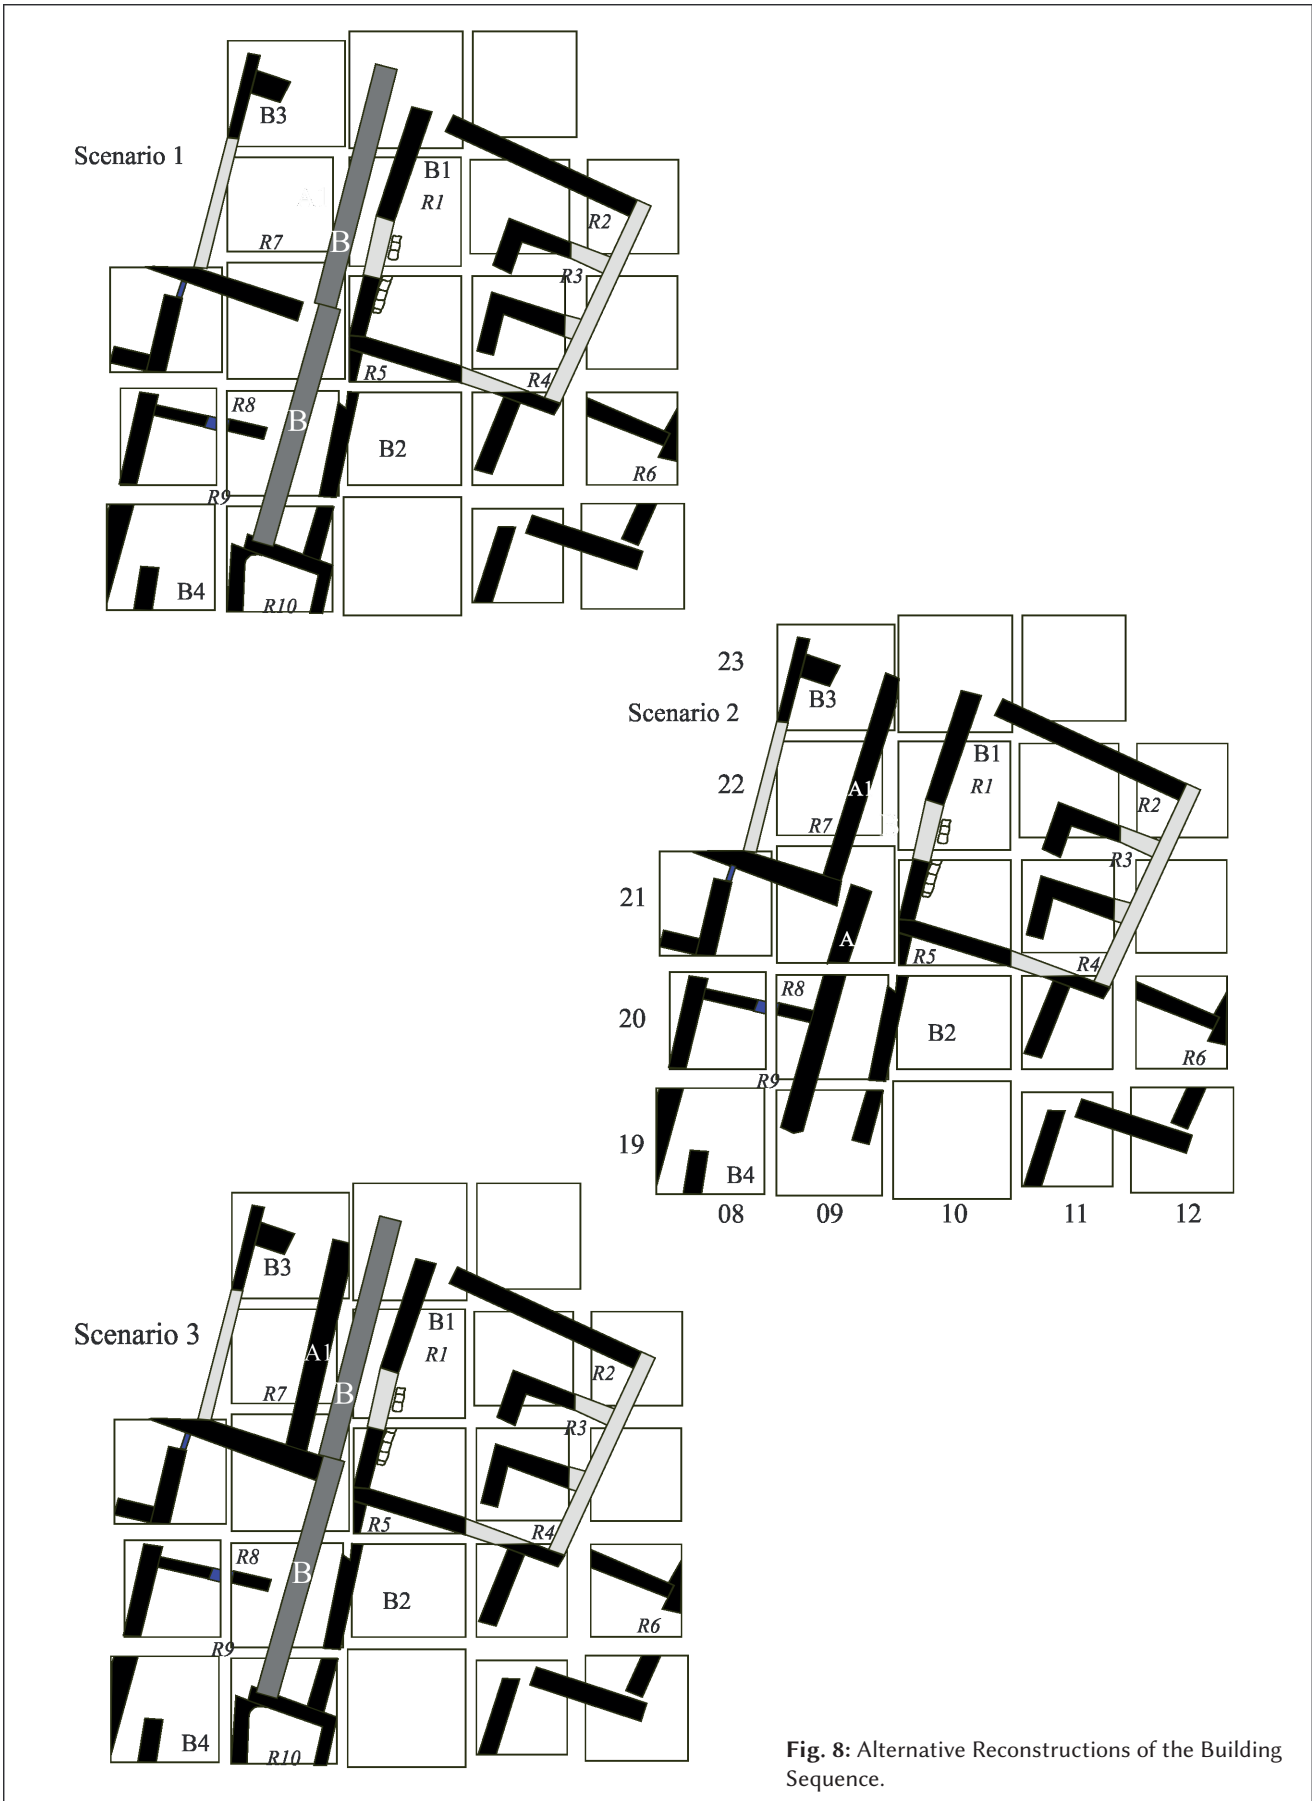 B3
Scenario 1
B1
R1
R2
R7
B
R3
R5
R4
R8
B
B2
R6
R9
B4
R10
23
B3
Scenario 2
B1
22
A1
R1
R2
R7
R3
21
A
R5
R4
R8
20
B2
R6
R9
19
B4
08
09
10
11
12
B3
Scenario 3
B1
A1
R1
R2
R7
B
R3
R5
R4
R8
B
B2
R6
R9
B4
R10
Fig. 8: Alternative Reconstructions of the Building
Sequence.